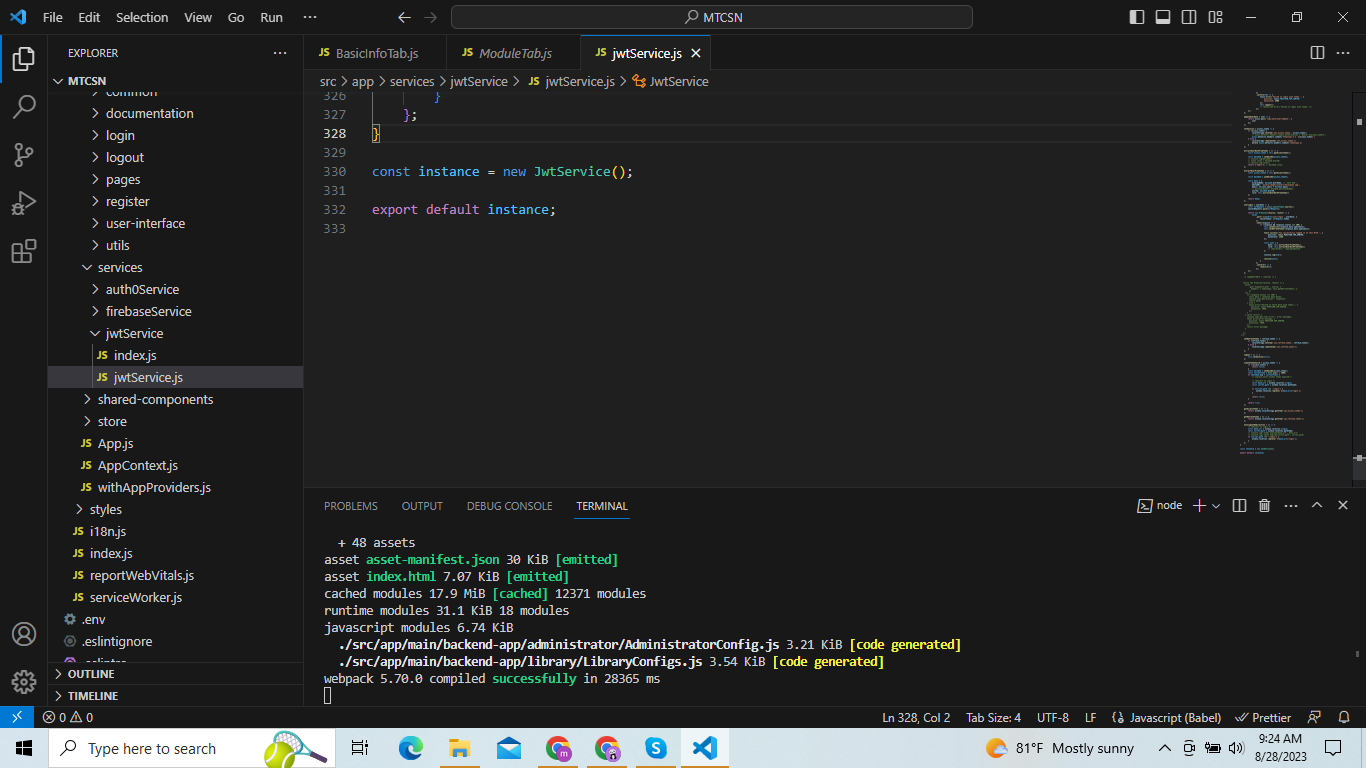 File Edit Selection View Go Run ···
MTCSN
EXPLORER
BasicInfoTab.js
ModuleTab.js
jwtService.js
src > app > services > jwtService > JS jwtService.js > JwtService
MTCSN
common
documentation
login
logout
pages
register
user-interface
utils
services
auth0Service
firebaseService
jwtService
JS index.js
JS jwtService.js
shared-components
store
JS App.js
JS AppContext.js
JS withAppProviders.js
styles
JS i18n.js
JS index.js
JS reportWebVitals.js
JS serviceWorker.js
.env
.eslintignore
OUTLINE
TIMELINE
326 }
327 };
328 }
329
330 const instance = new JwtService();
331
332 export default instance;
333
PROBLEMS OUTPUT DEBUG CONSOLE TERMINAL
node
+ 48 assets
asset asset-manifest.json 30 KiB [emitted]
asset index.html 7.07 KiB [emitted]
cached modules 17.9 MiB [cached] 12371 modules
runtime modules 31.1 KiB 18 modules
javascript modules 6.74 KiB
./src/app/main/backend-app/administrator/AdministratorConfig.js 3.21 KiB [code generated]
./src/app/main/backend-app/library/LibraryConfigs.js 3.54 KiB [code generated]
webpack 5.70.0 compiled successfully in 28365 ms
0 0
Ln 328, Col 2 Tab Size: 4 UTF-8 LF Javascript (Babel) Prettier
Type here to search
81°F Mostly sunny
9:24 AM
8/28/2023